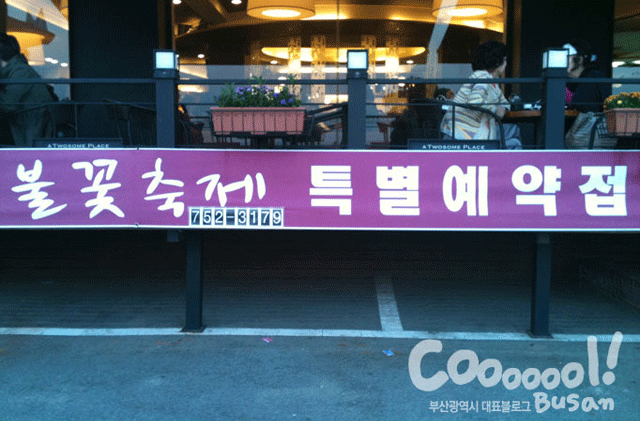 A TWOSOME PLACE
A TWOSOME PLACE
불꽃축제 특별예약접
752-3179
Cooooool!
부산광역시 대표블로그 Busan